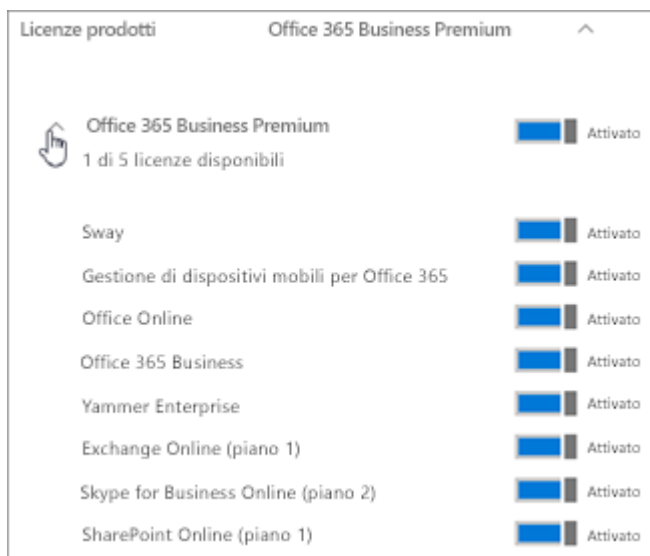 Licenze prodotti Office 365 Business Premium
Office 365 Business Premium Attivato
1 di 5 licenze disponibili
Sway Attivato
Gestione di dispositivi mobili per Office 365 Attivato
Office Online Attivato
Office 365 Business Attivato
Yammer Enterprise Attivato
Exchange Online (piano 1) Attivato
Skype for Business Online (piano 2) Attivato
SharePoint Online (piano 1) Attivato